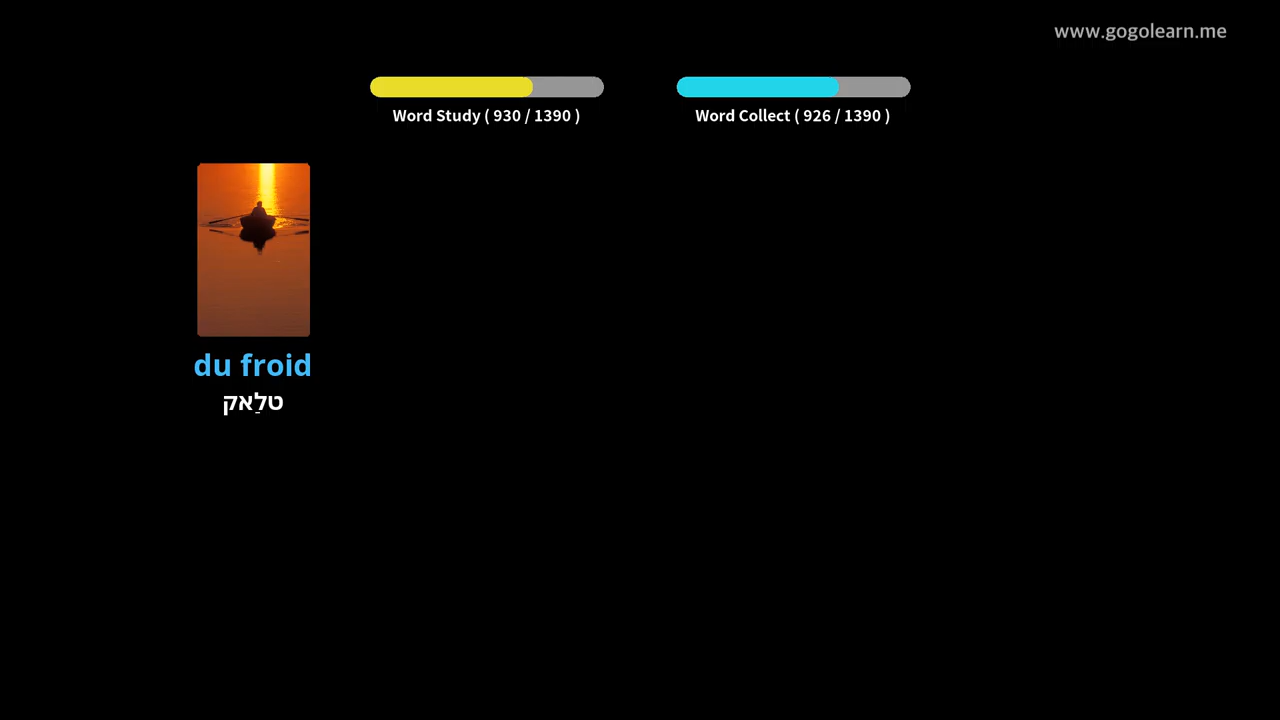 www.gogolearn.me
Word Study ( 930 / 1390 )
Word Collect ( 926 / 1390 )
du froid
טלַאק